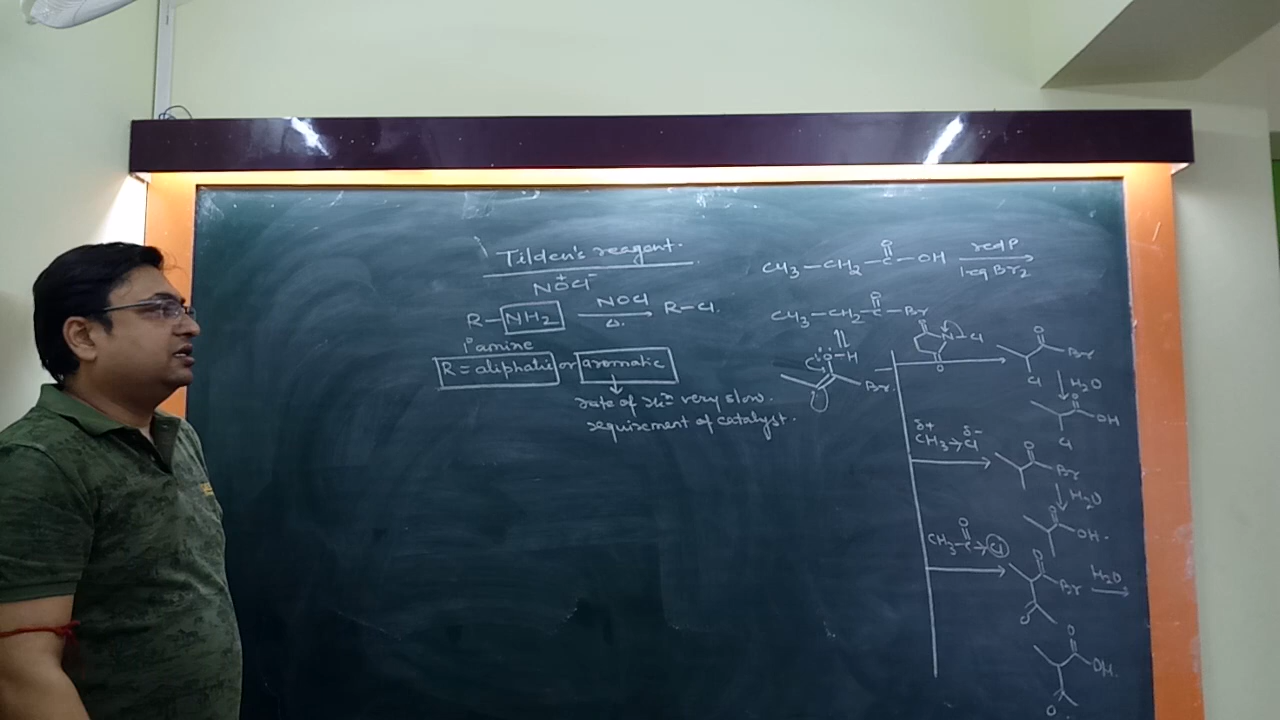 Tilden's reagent.
NOCl
R-NH2 NOCl Δ. R-Cl.
1° amine
R = aliphatic or aromatic
rate of rxn very slow.
requirement of catalyst.
CH3-CH2-C-OH red P
O 1eq Br2
CH3-CH2-C-Br
O
O-H
Br.
O N-Cl O
O Br
Cl
H2O
O OH
Cl
δ+ δ-
CH3→Cl
O Br
H2O
O OH.
CH3-C→Cl
O
O Br H2O
O
O OH.
O